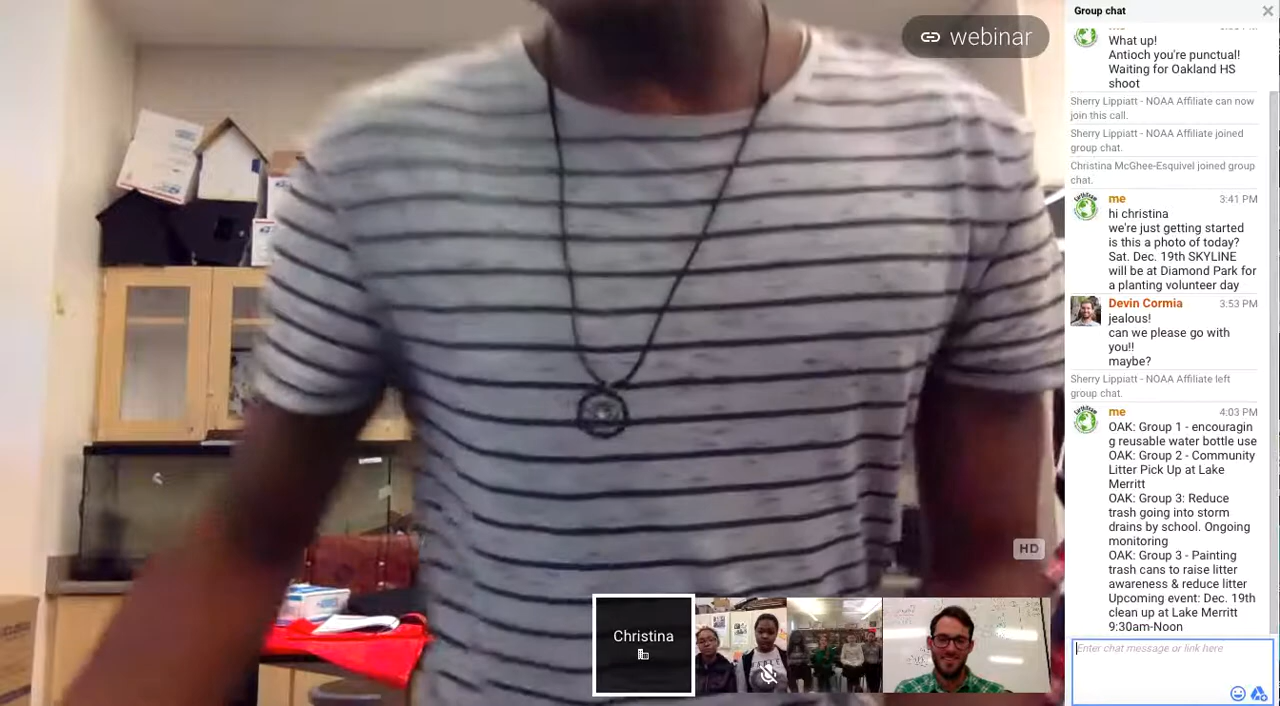 webinar
Group chat
me
What up!
Antioch you're punctual!
Waiting for Oakland HS
shoot
Sherry Lippiatt - NOAA Affiliate can now
join this call.
Sherry Lippiatt - NOAA Affiliate joined
group chat.
Christina McGhee-Esquivel joined group
chat.
me 3:41 PM
hi christina
we're just getting started
is this a photo of today?
Sat. Dec. 19th SKYLINE
will be at Diamond Park for
a planting volunteer day
Devin Cormia 3:53 PM
jealous!
can we please go with
you!!
maybe?
Sherry Lippiatt - NOAA Affiliate left
group chat.
me 4:03 PM
OAK: Group 1 - encouragin
g reusable water bottle use
OAK: Group 2 - Community
Litter Pick Up at Lake
Merritt
OAK: Group 3: Reduce
trash going into storm
drains by school. Ongoing
monitoring
OAK: Group 3 - Painting
trash cans to raise litter
awareness & reduce litter
Upcoming event: Dec. 19th
clean up at Lake Merritt
9:30am-Noon
Enter chat message or link here
HD
Christina